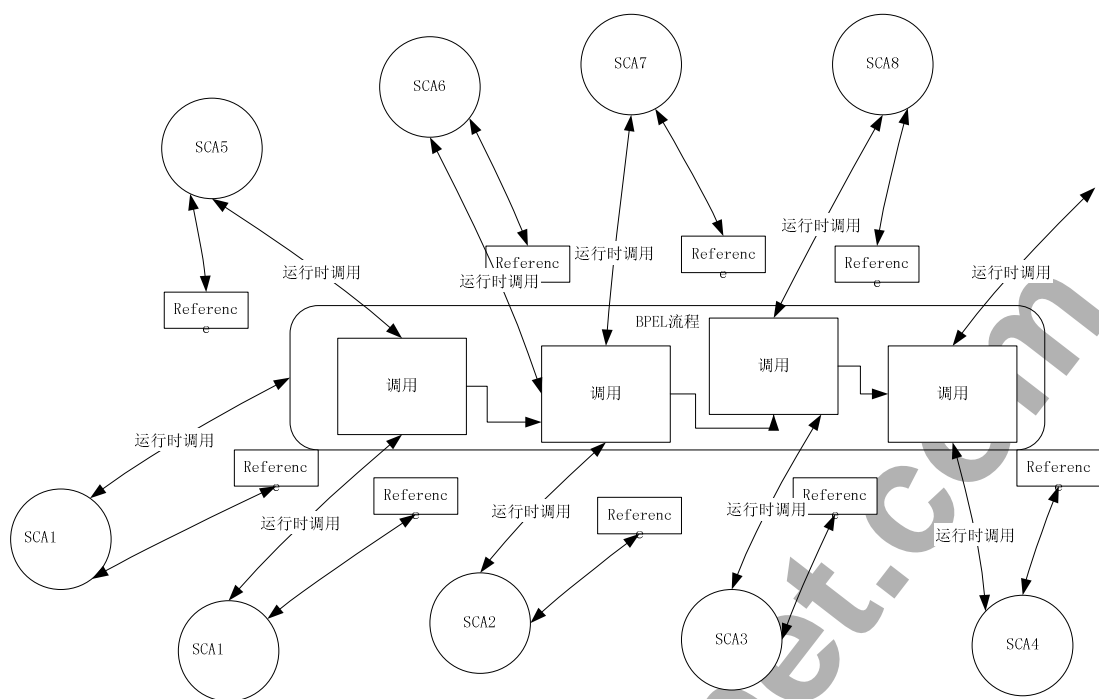 SCA7
SCA8
SCA6
SCA5
运行时调用
运行时调用
Referenc
e
Referenc
e
Referenc
e
运行时调用
运行时调用
运行时调用
Referenc
e
BPEL流程
调用
调用
调用
调用
运行时调用
Referenc
e
Referenc
e
Referenc
e
Referenc
e
Referenc
e
运行时调用
运行时调用
运行时调用
运行时调用
SCA1
SCA2
SCA3
SCA4
SCA1
et.com